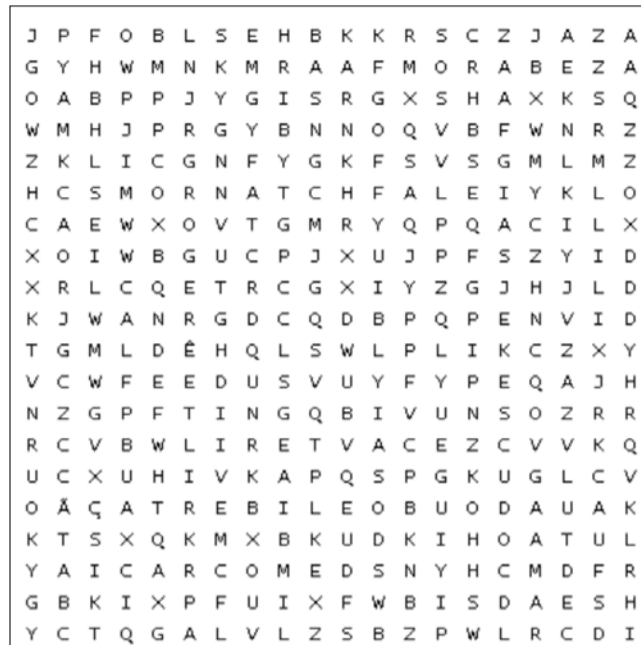 J P F O B L S E H B K K R S C Z J A Z A
G Y H W M N K M R A A F M O R A B E Z A
O A B P P J Y G I S R G X S H A X K S Q
W M H J P R G Y B N N O Q V B F W N R Z
Z K L I C G N F Y G K F S V S G M L M Z
H C S M O R N A T C H F A L E I Y K L O
C A E W X O V T G M R Y Q P Q A C I L X
X O I W B G U C P J X U J P F S Z Y I D
X R L C Q E T R C G X I Y Z G J H J L D
K J W A N R G D C Q D B P Q P E N V I D
T G M L D Ê H Q L S W L P L I K C Z X Y
V C W F E E D U S V U Y F Y P E Q A J H
N Z G P F T I N G Q B I V U N S O Z R R
R C V B W L I R E T V A C E Z C V V K Q
U C X U H I V K A P Q S P G K U G L C V
O Ã Ç A T R E B I L E O B U O D A U A K
K T S X Q K M X B K U D K I H O A T U L
Y A I C A R C O M E D S N Y H C M D F R
G B K I X P F U I X F W B I S D A E S H
Y C T Q G A L V L Z S B Z P W L R C D I